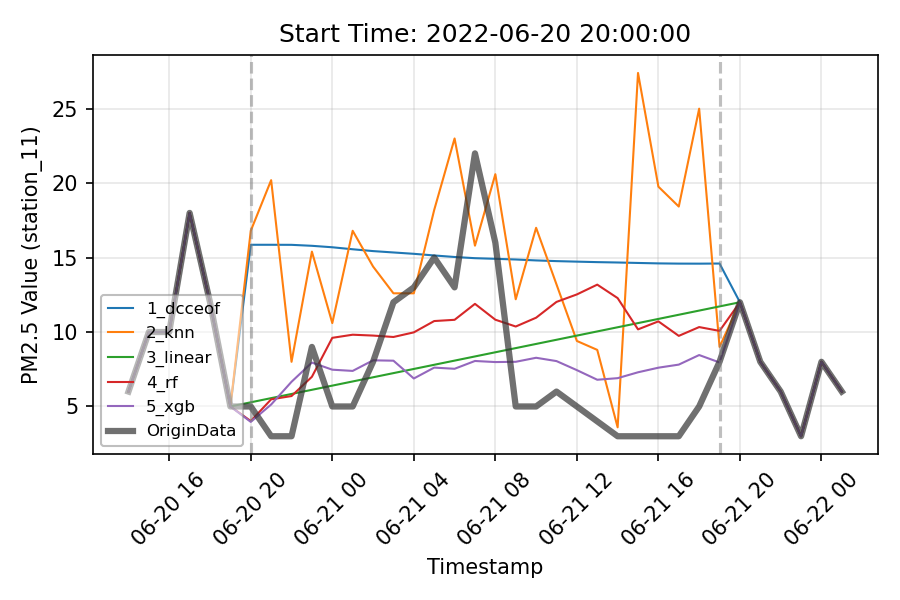 Start Time: 2022-06-20 20:00:00
PM2.5 Value (station_11)
25
20
15
10
5
1_dcceof
2_knn
3_linear
4_rf
5_xgb
OriginData
06-20 16
06-20 20
06-21 00
06-21 04
06-21 08
06-21 12
06-21 16
06-21 20
06-22 00
Timestamp